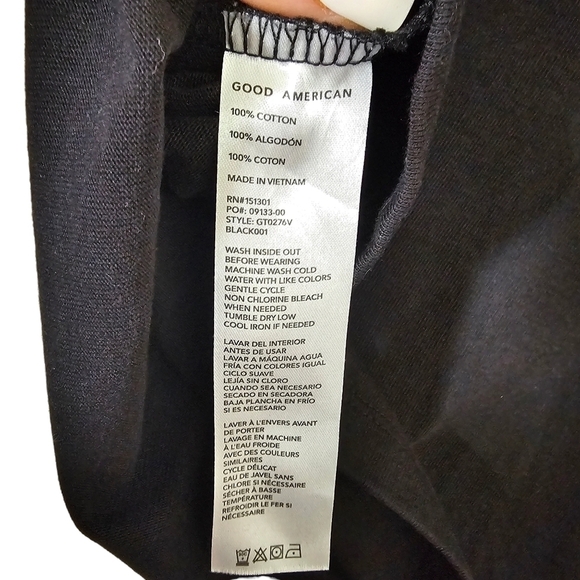 GOOD AMERICAN
100% COTTON
100% ALGODÓN
100% COTON
MADE IN VIETNAM
RN#151301
PO#: 09133-00
STYLE: GT0276V
BLACK001
WASH INSIDE OUT
BEFORE WEARING
MACHINE WASH COLD
WATER WITH LIKE COLORS
GENTLE CYCLE
NON CHLORINE BLEACH
WHEN NEEDED
TUMBLE DRY LOW
COOL IRON IF NEEDED
LAVAR DEL INTERIOR
ANTES DE USAR
LAVAR A MÁQUINA AGUA
FRÍA CON COLORES IGUAL
CICLO SUAVE
LEJÍA SIN CLORO
CUANDO SEA NECESARIO
SECADO EN SECADORA
BAJA PLANCHA EN FRÍO
SI ES NECESARIO
LAVER À L'ENVERS AVANT
DE PORTER
LAVAGE EN MACHINE
À L'EAU FROIDE
AVEC DES COULEURS
SIMILAIRES
CYCLE DÉLICAT
EAU DE JAVEL SANS
CHLORE SI NÉCESSAIRE
SÉCHER À BASSE
TEMPÉRATURE
REFROIDIR LE FER SI
NÉCESSAIRE